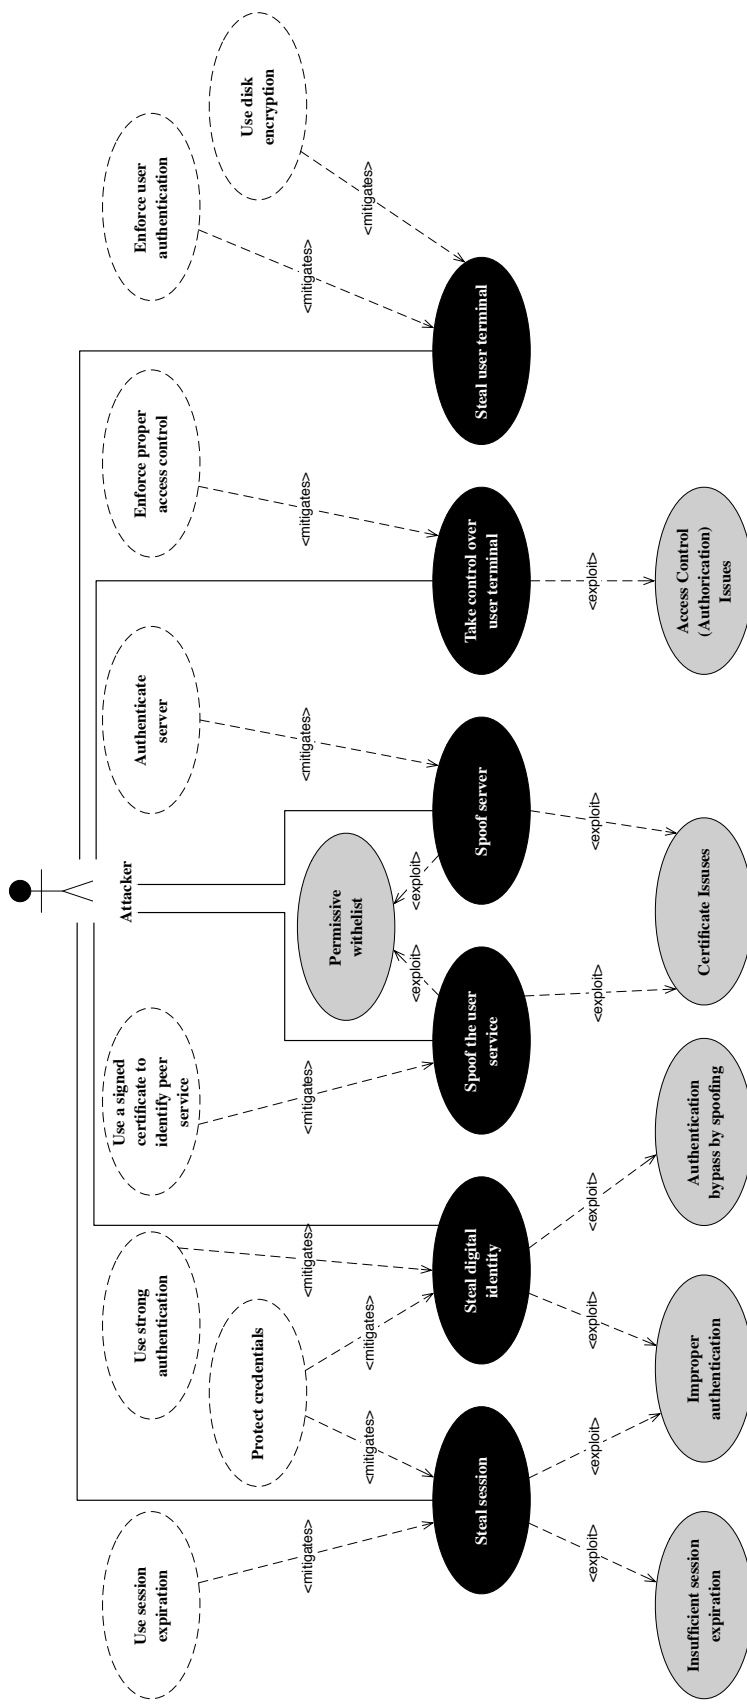 Attacker
Use session
expiration
Use strong
authentication
Use a signed
certificate to
identify peer
service
Authenticate
server
Enforce proper
access control
Enforce user
authentication
Protect credentials
Use disk
encryption
<mitigates>
<mitigates>
<mitigates>
<mitigates>
<mitigates>
<mitigates>
Permissive
withelist
<mitigates>
<mitigates>
<mitigates>
<exploit>
<exploit>
Steal session
Steal digital
identity
Spoof the user
service
Spoof server
Take control over
user terminal
Steal user terminal
<exploit>
<exploit>
<exploit>
<exploit>
<exploit>
<exploit>
<exploit>
Insufficient session
expiration
Improper
authentication
Authentication
bypass by spoofing
Certificate Issuses
Access Control
(Authorication)
Issues